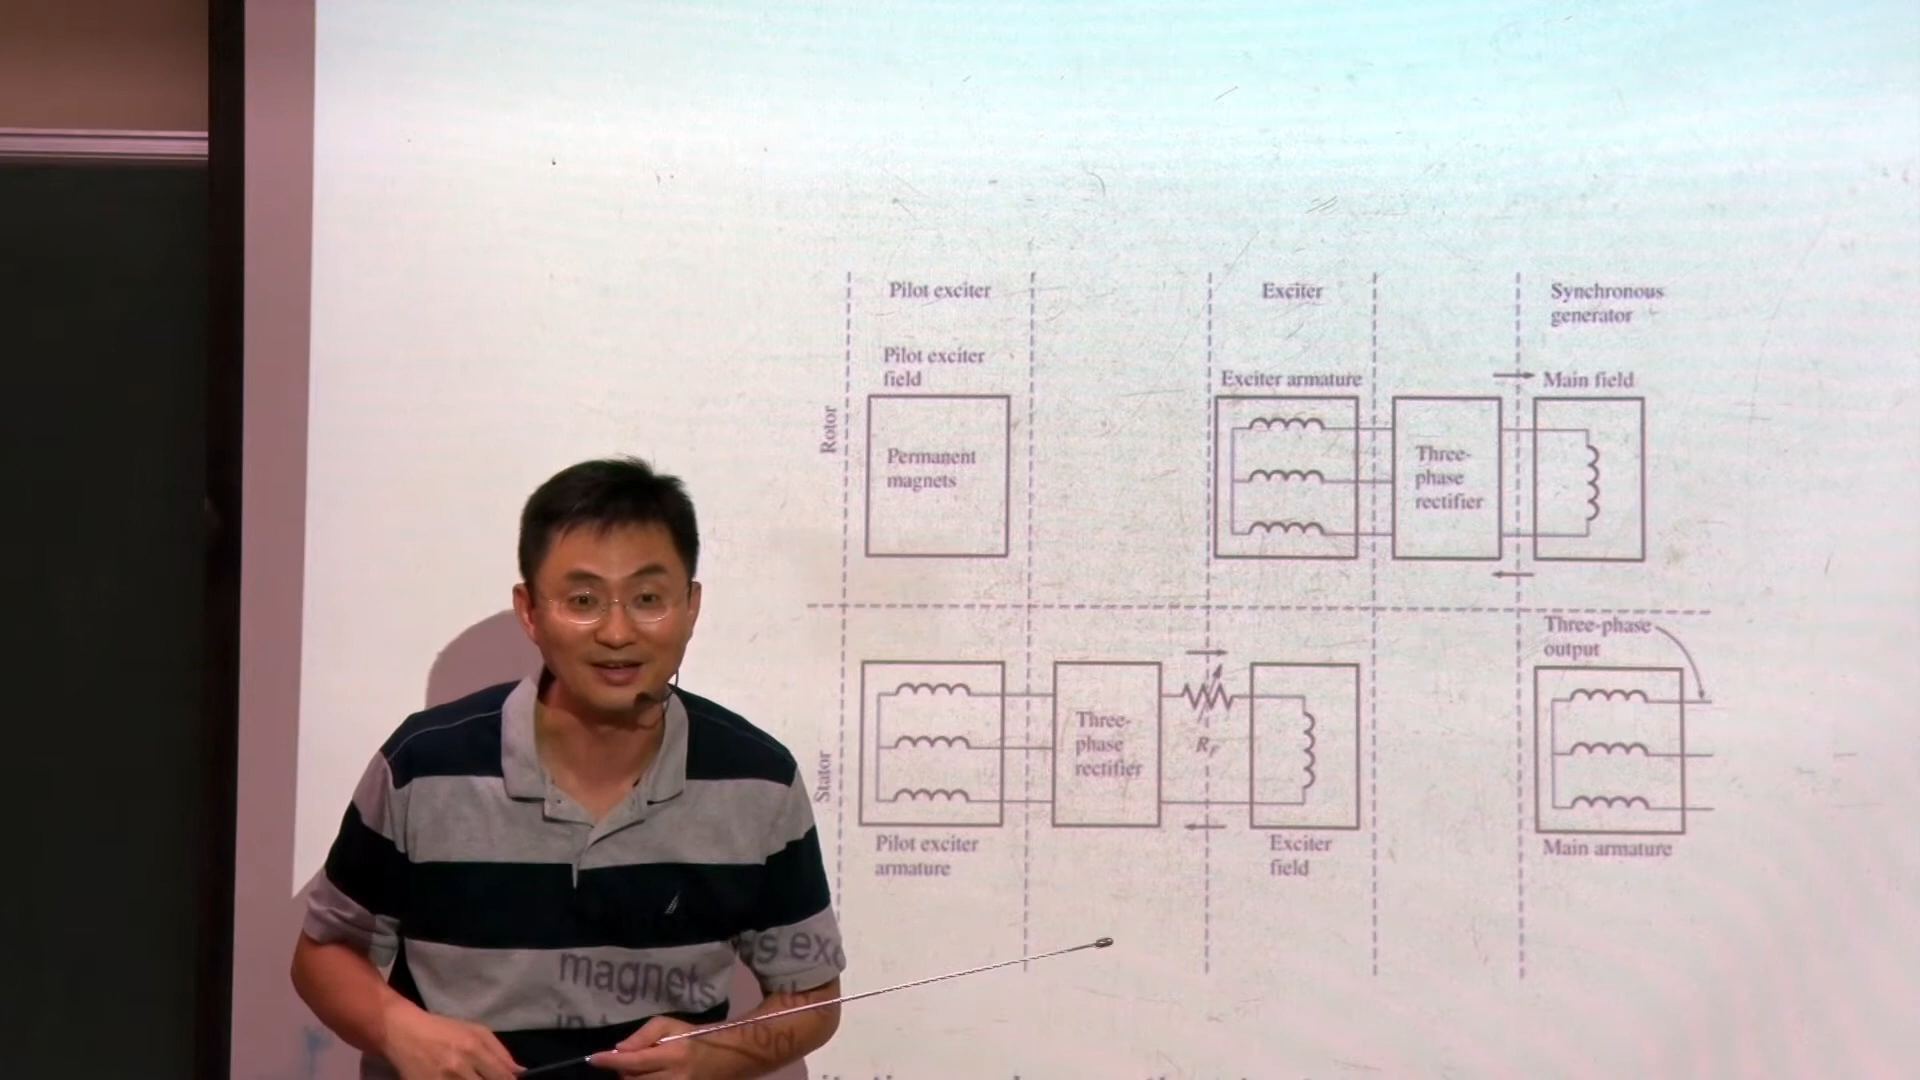 Pilot exciter
Exciter
Synchronous
generator
Pilot exciter
field
Exciter armature
Main field
Rotor
Permanent
magnets
Three-
phase
rectifier
Three-phase
output
Stator
Three-
phase
rectifier
R_F
Pilot exciter
armature
Exciter
field
Main armature
magnets